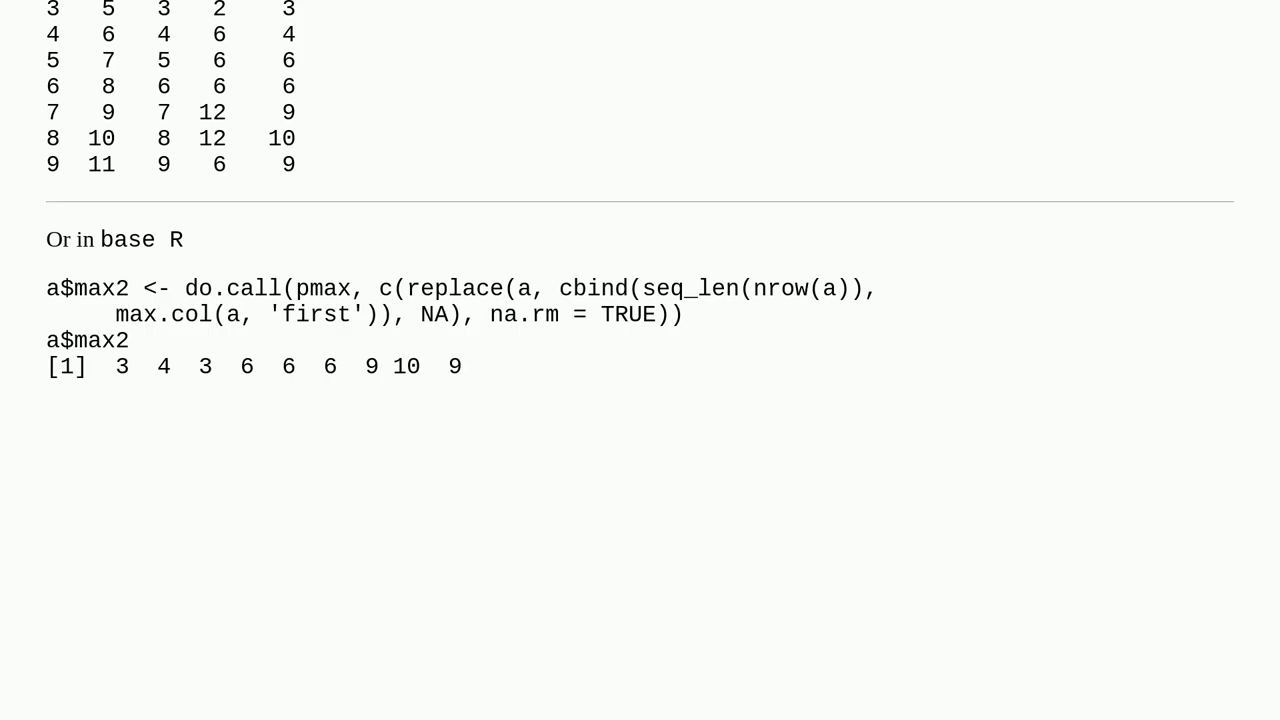 3   5   3   2    3
4   6   4   6    4
5   7   5   6    6
6   8   6   6    6
7   9   7  12    9
8  10   8  12   10
9  11   9   6    9
Or in base R
a$max2 <- do.call(pmax, c(replace(a, cbind(seq_len(nrow(a)),
     max.col(a, 'first')), NA), na.rm = TRUE))
a$max2
[1]  3  4  3  6  6  6  9 10  9